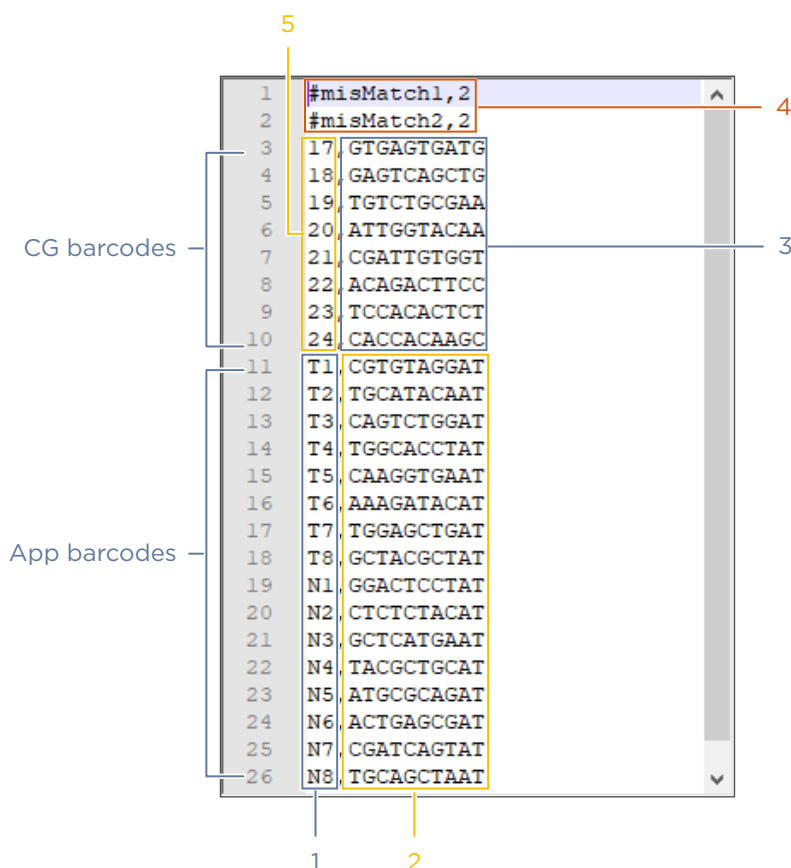 5
1 #misMatch1,2
4
2 #misMatch2,2
3 17,GTGAGTGATG
4 18,GAGTCAGCTG
5 19,TGTCTGCGAA
6 20,ATTGGTACAA
CG barcodes
3
7 21,CGATTGTGGT
8 22,ACAGACTTCC
9 23,TCCACACTCT
10 24,CACCACAAGC
11 T1,CGTGTAGGAT
12 T2,TGCATACAAT
13 T3,CAGTCTGGAT
14 T4,TGGCACCTAT
15 T5,CAAGGTGAAT
16 T6,AAAGATACAT
17 T7,TGGAGCTGAT
App barcodes
18 T8,GCTACGCTAT
19 N1,GGACTCCTAT
20 N2,CTCTCTACAT
21 N3,GCTCATGAAT
22 N4,TACGCTGCAT
23 N5,ATGCGCAGAT
24 N6,ACTGAGCGAT
25 N7,CGATCAGTAT
26 N8,TGCAGCTAAT
1
2